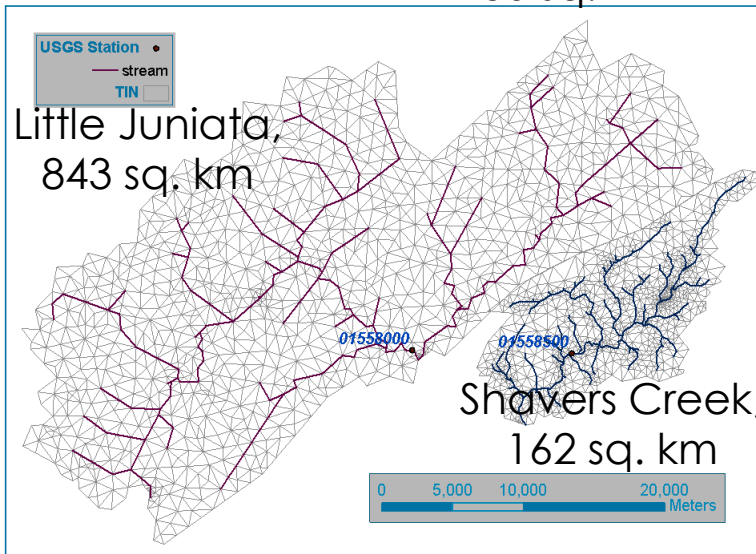 USGS Station
stream
TIN
Little Juniata,
843 sq. km
01558000
01558500
Shavers Creek,
162 sq. km
0 5,000 10,000 20,000
Meters